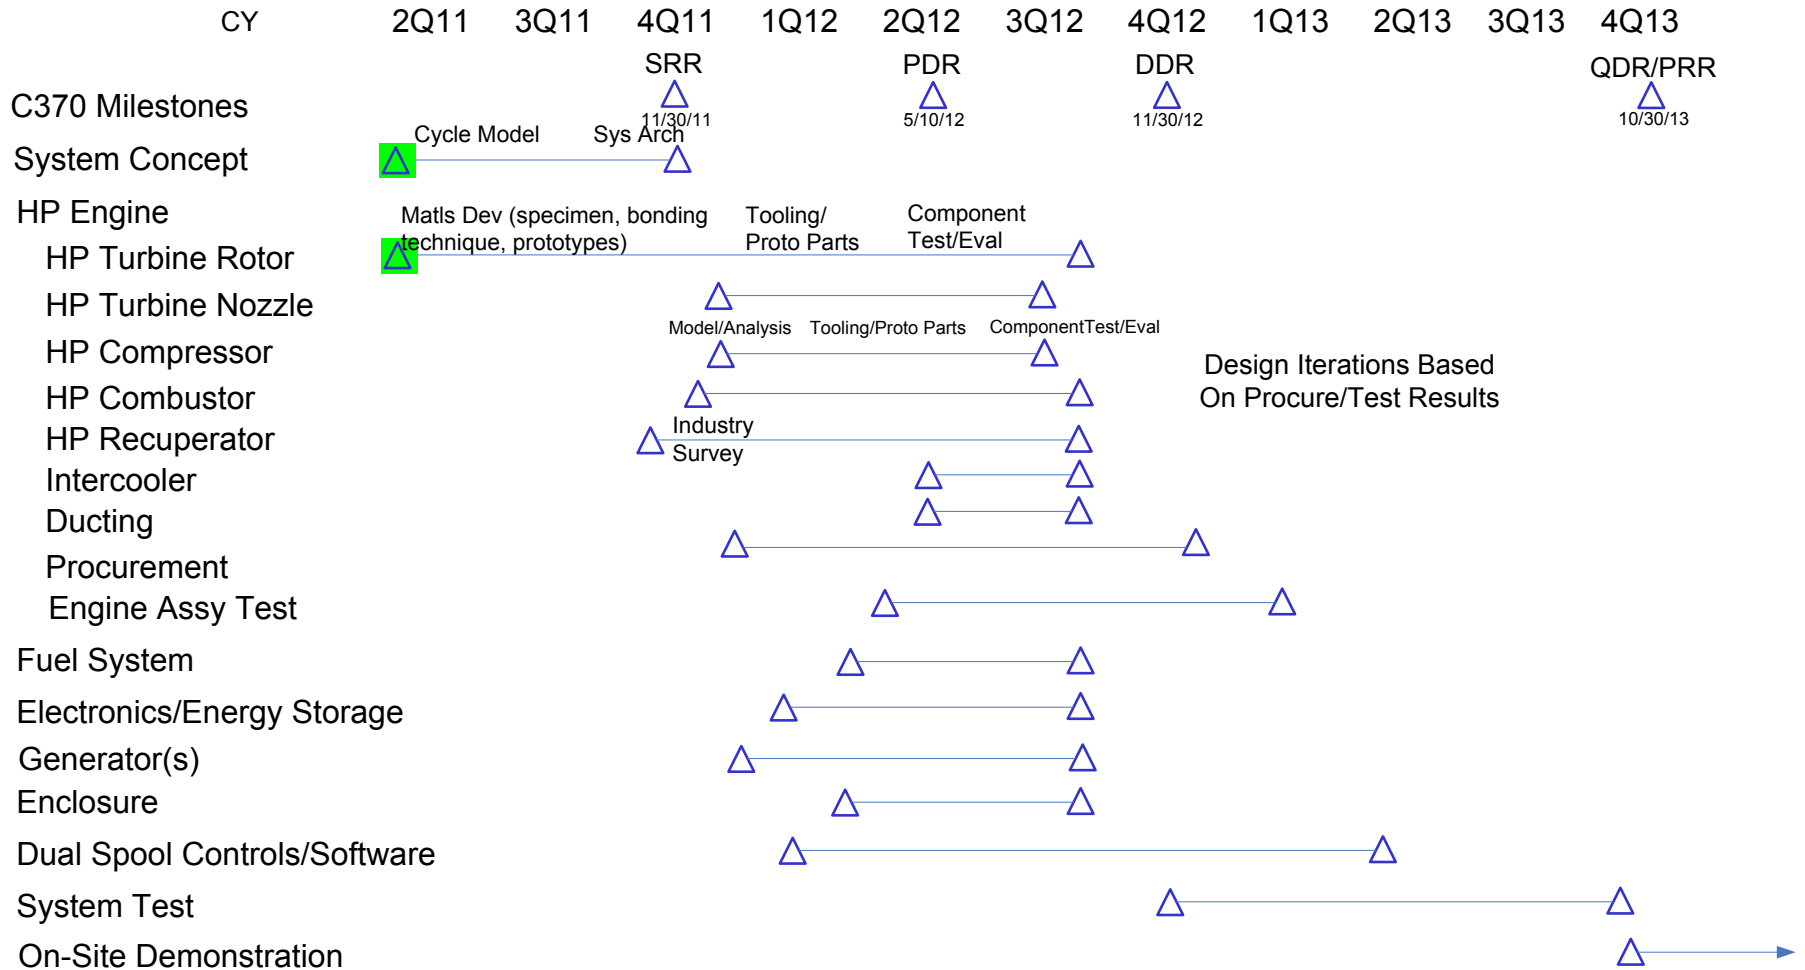 CY 2Q11 3Q11 4Q11 1Q12 2Q12 3Q12 4Q12 1Q13 2Q13 3Q13 4Q13
SRR PDR DDR QDR/PRR
C370 Milestones
11/30/11 5/10/12 11/30/12 10/30/13
Cycle Model Sys Arch
System Concept
HP Engine
Matls Dev (specimen, bonding
technique, prototypes)
Tooling/
Proto Parts
Component
Test/Eval
HP Turbine Rotor
HP Turbine Nozzle
Model/Analysis Tooling/Proto Parts ComponentTest/Eval
HP Compressor
Design Iterations Based
On Procure/Test Results
HP Combustor
HP Recuperator
Industry
Survey
Intercooler
Ducting
Procurement
Engine Assy Test
Fuel System
Electronics/Energy Storage
Generator(s)
Enclosure
Dual Spool Controls/Software
System Test
On-Site Demonstration